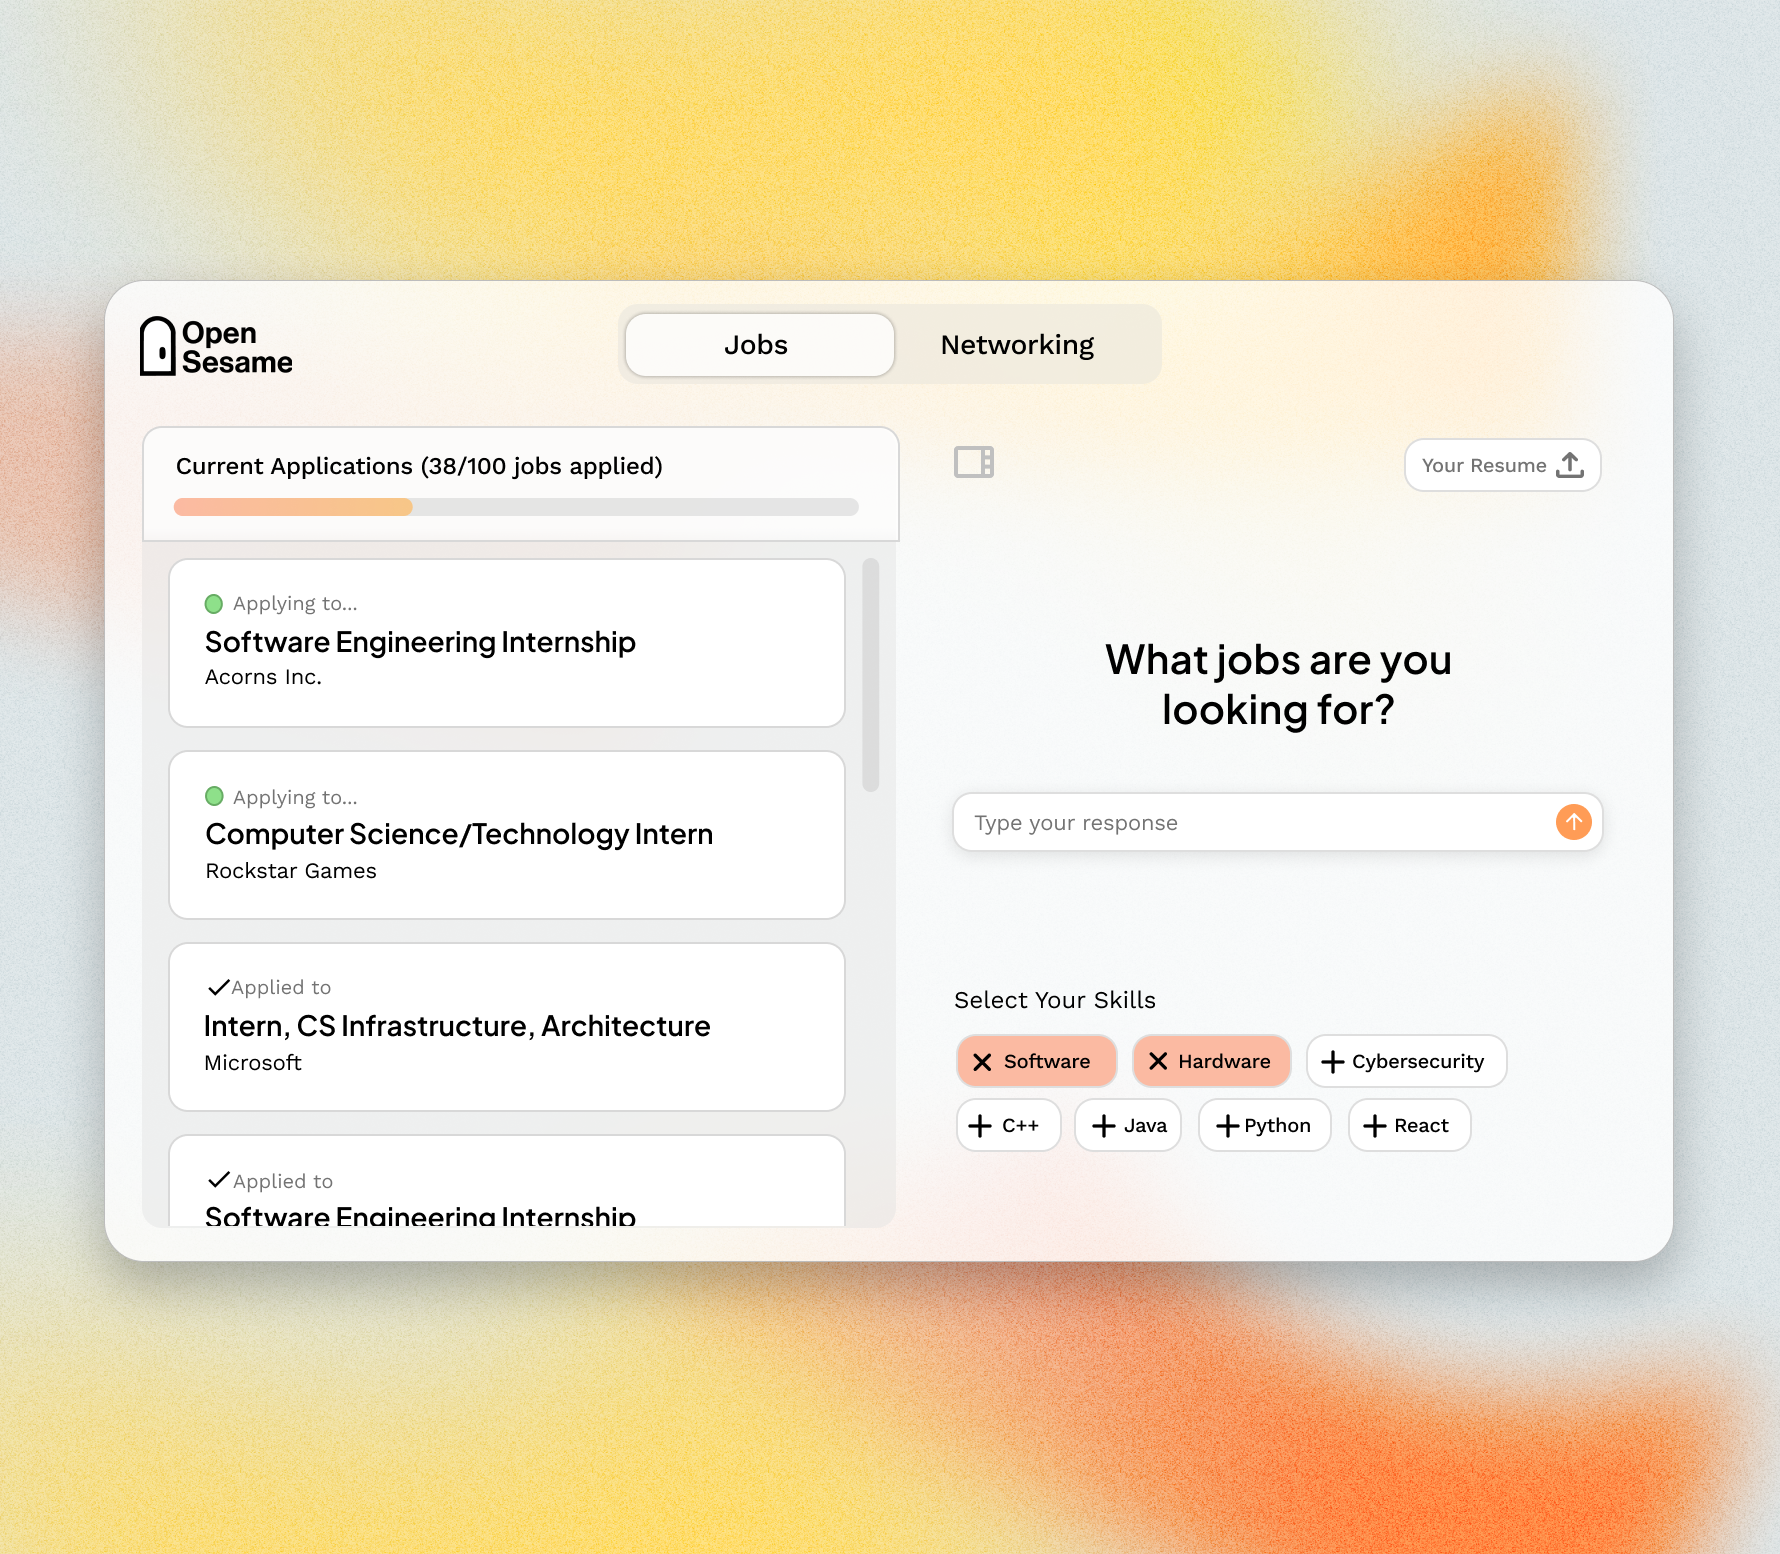 Open
Sesame
Jobs
Networking
Current Applications (38/100 jobs applied)
Your Resume
Applying to...
Software Engineering Internship
Acorns Inc.
Applying to...
Computer Science/Technology Intern
Rockstar Games
Applied to
Intern, CS Infrastructure, Architecture
Microsoft
Applied to
Software Engineering Internship
What jobs are you
looking for?
Type your response
Select Your Skills
Software
Hardware
Cybersecurity
C++
Java
Python
React